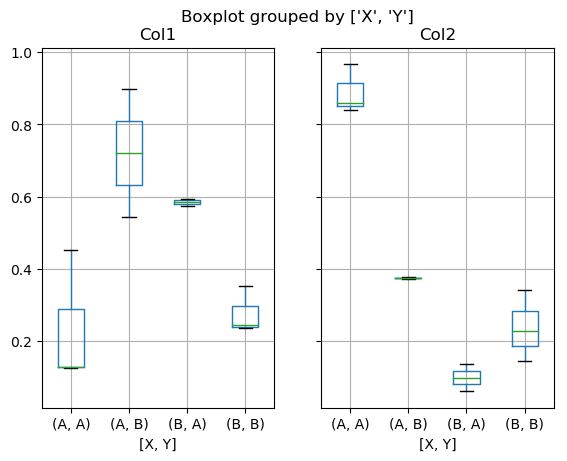 Boxplot grouped by ['X', 'Y']
Col1
Col2
1.0
0.8
0.6
0.4
0.2
(A, A) (A, B) (B, A) (B, B)
(A, A) (A, B) (B, A) (B, B)
[X, Y]
[X, Y]